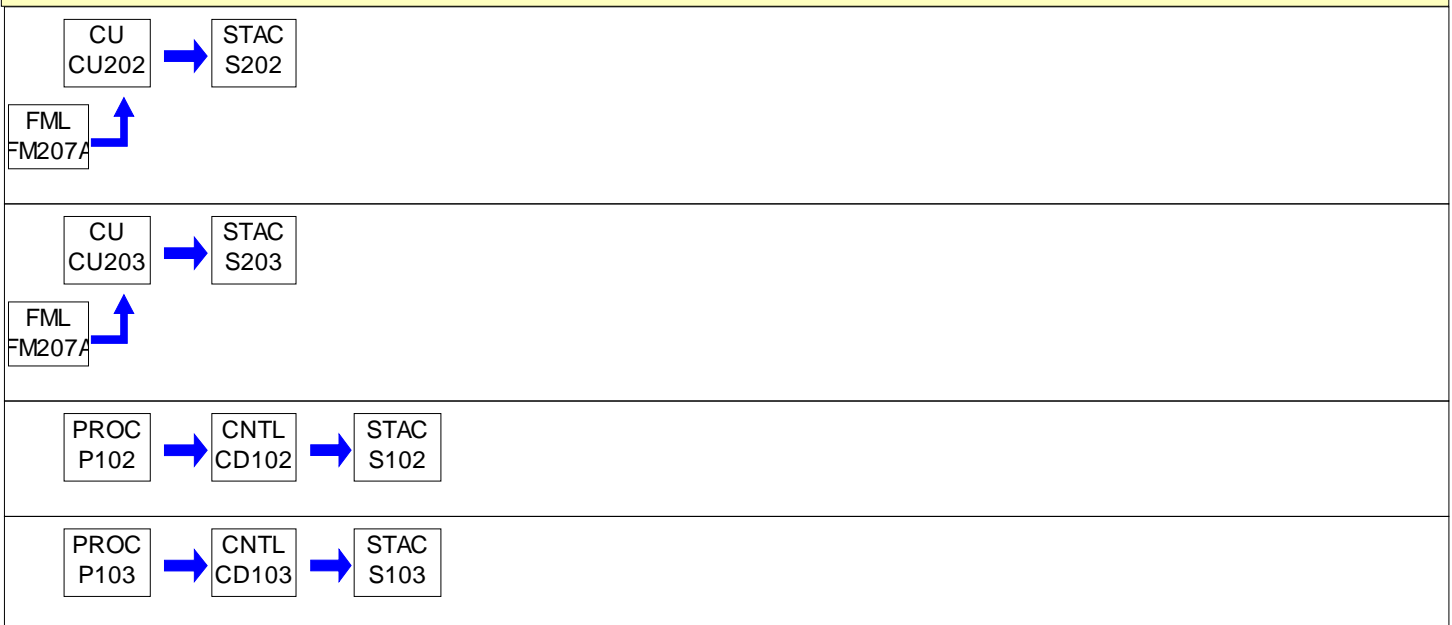 CU
CU202
STAC
S202
FML
FM207A
CU
CU203
STAC
S203
FML
FM207A
PROC
P102
CNTL
CD102
STAC
S102
PROC
P103
CNTL
CD103
STAC
S103